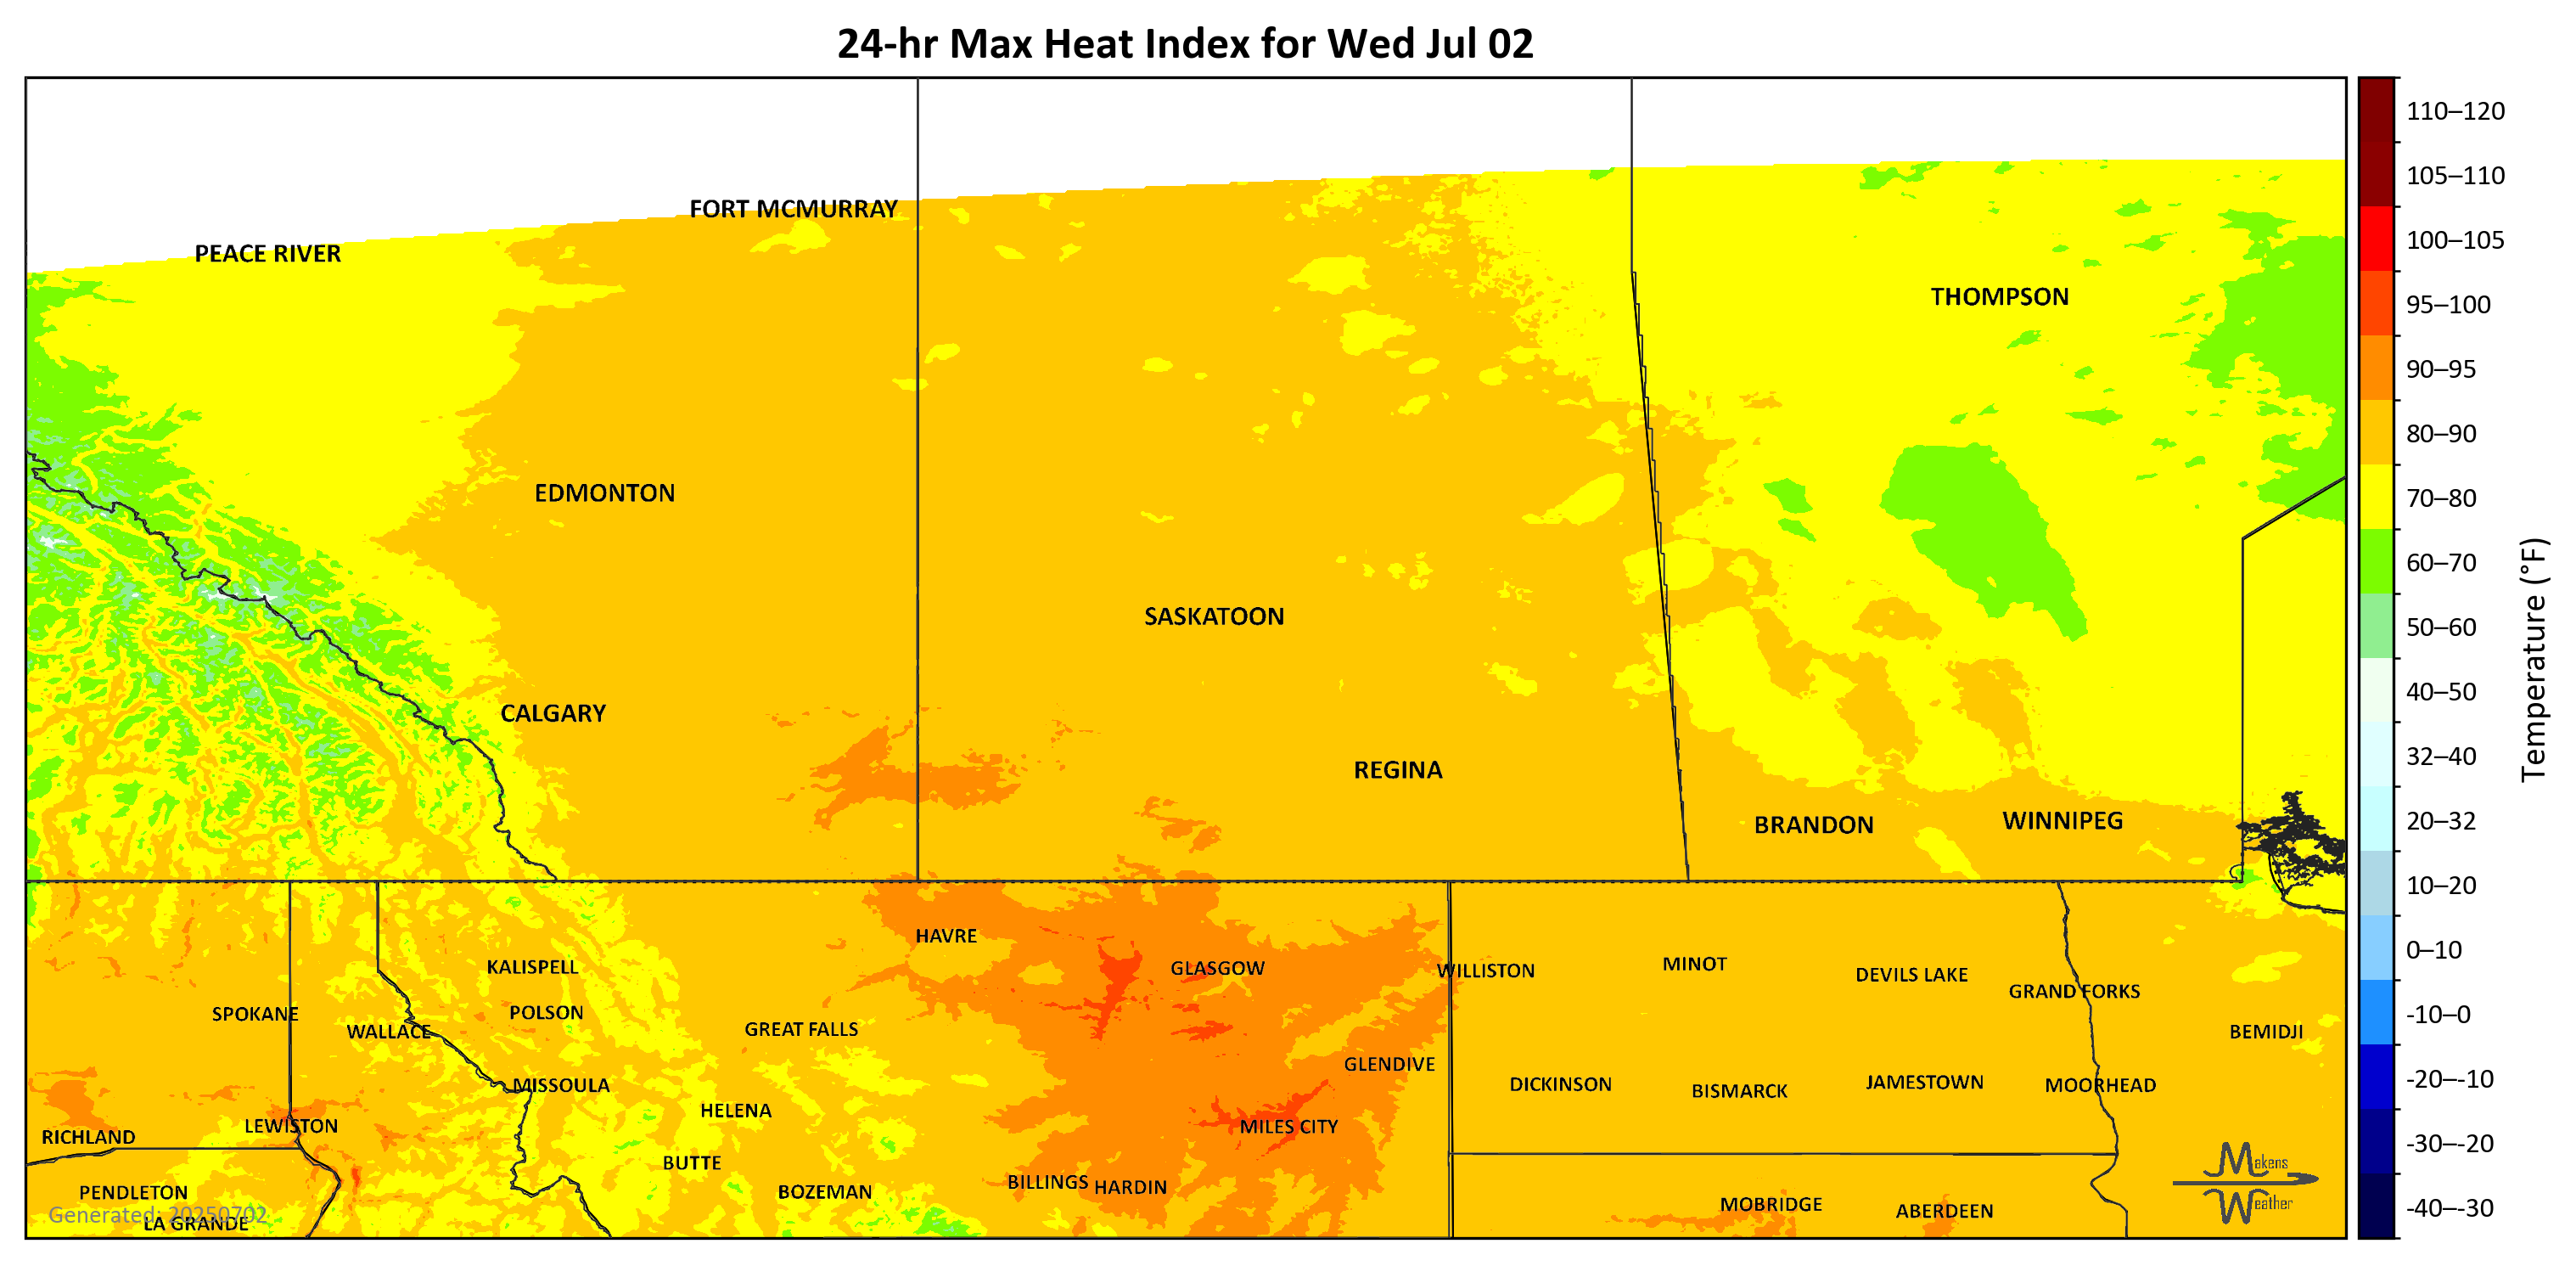 24-hr Max Heat Index for Wed Jul 02
FORT MCMURRAY
PEACE RIVER
THOMPSON
EDMONTON
SASKATOON
CALGARY
REGINA
BRANDON
WINNIPEG
HAVRE
KALISPELL
GLASGOW
WILLISTON
MINOT
DEVILS LAKE
GRAND FORKS
SPOKANE
POLSON
WALLACE
GREAT FALLS
BEMIDJI
GLENDIVE
MISSOULA
DICKINSON
BISMARCK
JAMESTOWN
MOORHEAD
HELENA
LEWISTON
MILES CITY
RICHLAND
BUTTE
BILLINGS
HARDIN
PENDLETON
BOZEMAN
MOBRIDGE
ABERDEEN
LA GRANDE
Generated: 20250702
Makens
Weather
110–120
105–110
100–105
95–100
90–95
80–90
70–80
60–70
50–60
40–50
32–40
20–32
10–20
0–10
-10–0
-20–-10
-30–-20
-40–-30
Temperature (°F)